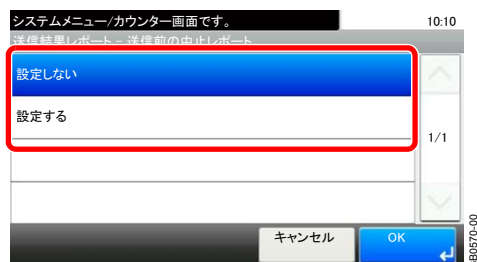 システムメニュー/カウンター画面です。
10:10
送信結果レポート - 送信前の中止レポート
設定しない
設定する
1/1
キャンセル
OK
B0570-00